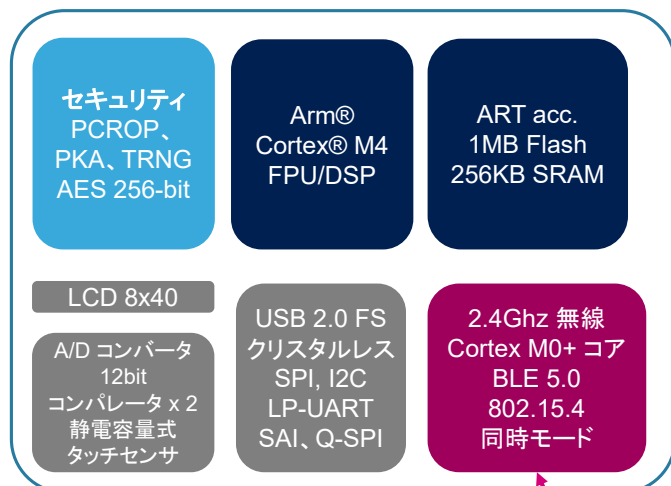 セキュリティ
PCROP、
PKA、TRNG
AES 256-bit
Arm®
Cortex® M4
FPU/DSP
ART acc.
1MB Flash
256KB SRAM
LCD 8x40
A/D コンバータ
12bit
コンパレータ x 2
静電容量式
タッチセンサ
USB 2.0 FS
クリスタルレス
SPI, I2C
LP-UART
SAI、Q-SPI
2.4Ghz 無線
Cortex M0+ コア
BLE 5.0
802.15.4
同時モード